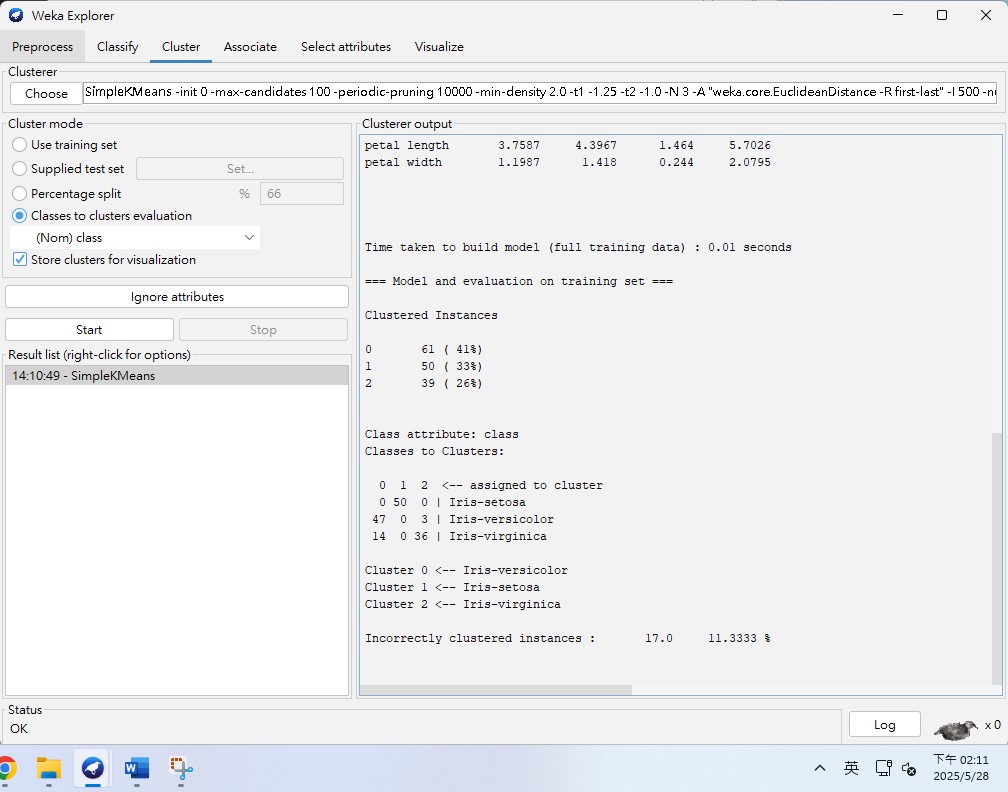 Weka Explorer
Preprocess Classify Cluster Associate Select attributes Visualize
Clusterer
Choose SimpleKMeans -init 0 -max-candidates 100 -periodic-pruning 10000 -min-density 2.0 -t1 -1.25 -t2 -1.0 -N 3 -A "weka.core.EuclideanDistance -R first-last" -I 500 -nu
Cluster mode
Use training set
Supplied test set Set...
Percentage split % 66
Classes to clusters evaluation
(Nom) class
Store clusters for visualization
Ignore attributes
Start Stop
Result list (right-click for options)
14:10:49 - SimpleKMeans
Clusterer output
petal length 3.7587 4.3967 1.464 5.7026
petal width 1.1987 1.418 0.244 2.0795
Time taken to build model (full training data) : 0.01 seconds
=== Model and evaluation on training set ===
Clustered Instances
0 61 ( 41%)
1 50 ( 33%)
2 39 ( 26%)
Class attribute: class
Classes to Clusters:
0 1 2 <-- assigned to cluster
0 50 0 | Iris-setosa
47 0 3 | Iris-versicolor
14 0 36 | Iris-virginica
Cluster 0 <-- Iris-versicolor
Cluster 1 <-- Iris-setosa
Cluster 2 <-- Iris-virginica
Incorrectly clustered instances : 17.0 11.3333 %
Status
OK
Log x 0
W 英 下午 02:11
2025/5/28